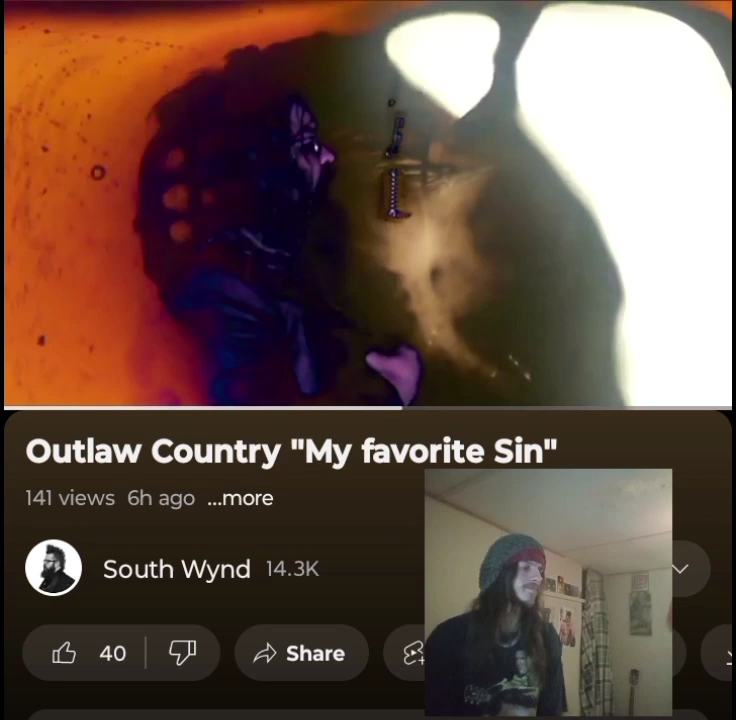 Outlaw Country "My favorite Sin"
141 views 6h ago ...more
South Wynd 14.3K
40 Share